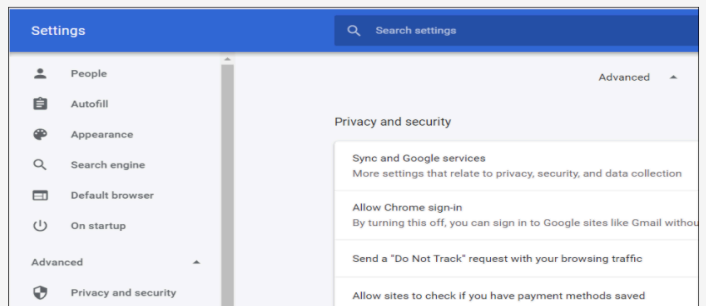 Settings
Search settings
People
Autofill
Appearance
Search engine
Default browser
On startup
Advanced
Privacy and security
Advanced
Privacy and security
Sync and Google services
More settings that relate to privacy, security, and data collection
Allow Chrome sign-in
By turning this off, you can sign in to Google sites like Gmail withou
Send a "Do Not Track" request with your browsing traffic
Allow sites to check if you have payment methods saved